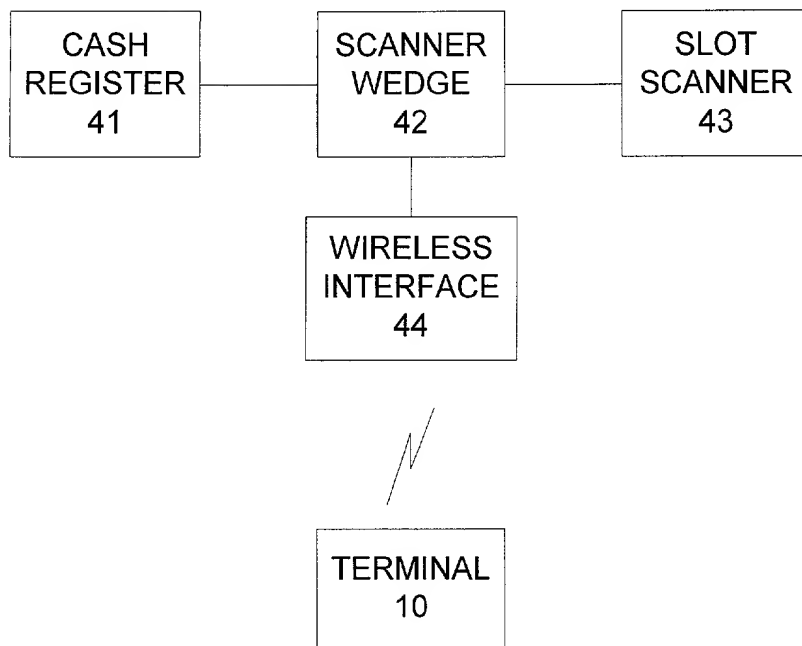 CASH
REGISTER
41
SCANNER
WEDGE
42
SLOT
SCANNER
43
WIRELESS
INTERFACE
44
TERMINAL
10